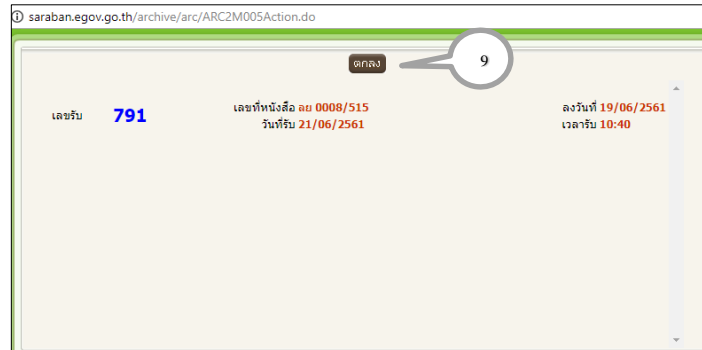 saraban.egov.go.th/archive/arc/ARC2M005Action.do
ตกลง
9
เลขรับ 791 เลขที่หนังสือ ลย 0008/515 ลงวันที่ 19/06/2561
วันที่รับ 21/06/2561 เวลารับ 10:40